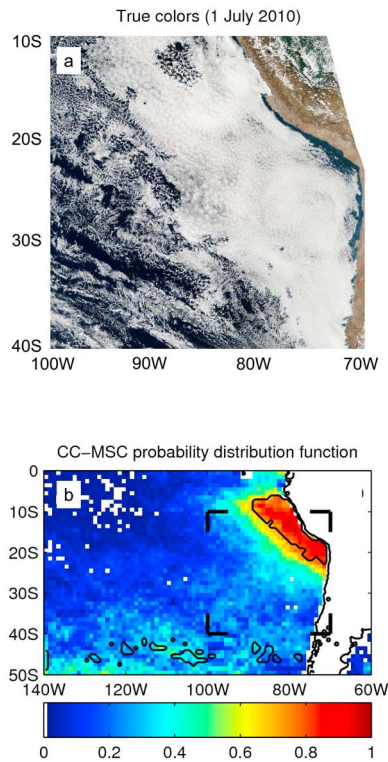 True colors (1 July 2010)
10S
a
20S
30S
40S
100W 90W 80W 70W
CC−MSC probability distribution function
0
b
10S
20S
30S
40S
50S
140W 120W 100W 80W 60W
0 0.2 0.4 0.6 0.8 1